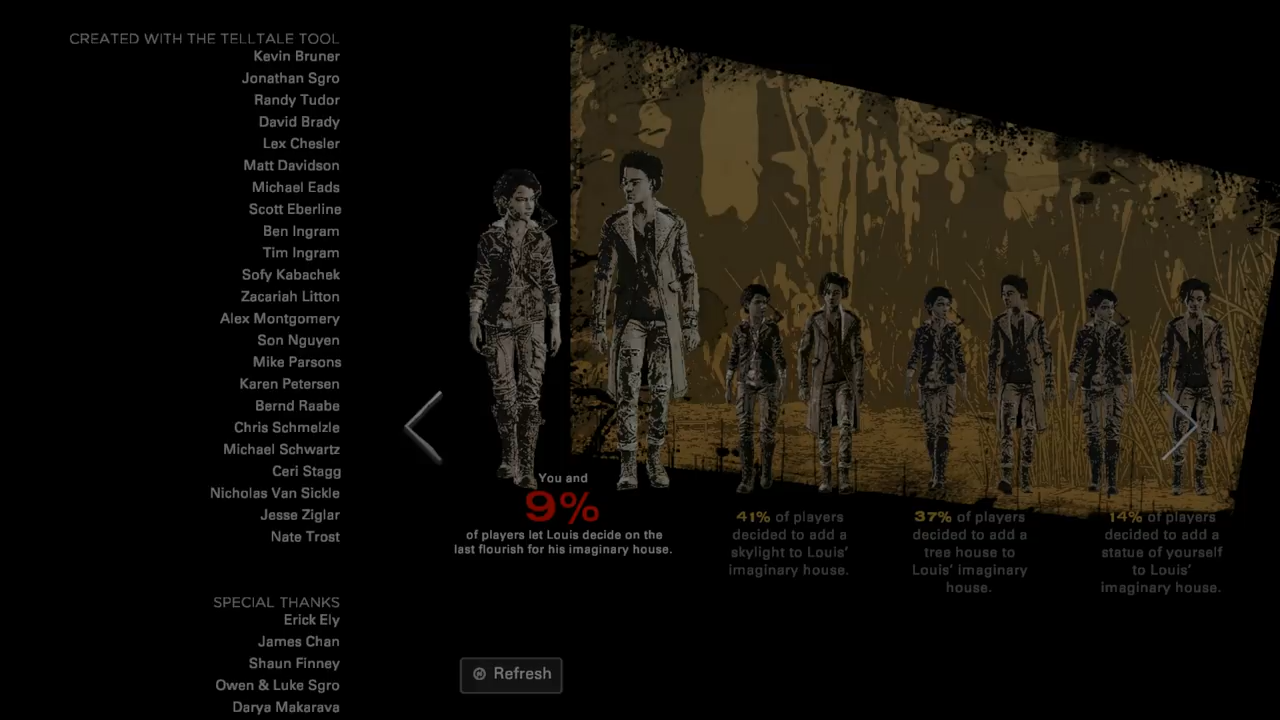 CREATED WITH THE TELLTALE TOOL
Kevin Bruner
Jonathan Sgro
Randy Tudor
David Brady
Lex Chesler
Matt Davidson
Michael Eads
Scott Eberline
Ben Ingram
Tim Ingram
Sofy Kabachek
Zacariah Litton
Alex Montgomery
Son Nguyen
Mike Parsons
Karen Petersen
Bernd Raabe
Chris Schmelzle
Michael Schwartz
Ceri Stagg
Nicholas Van Sickle
Jesse Ziglar
Nate Trost
SPECIAL THANKS
Erick Ely
James Chan
Shaun Finney
Owen & Luke Sgro
Darya Makarava
You and
9%
of players let Louis decide on the
last flourish for his imaginary house.
41% of players
decided to add a
skylight to Louis'
imaginary house.
37% of players
decided to add a
tree house to
Louis' imaginary
house.
14% of players
decided to add a
statue of yourself
to Louis'
imaginary house.
Refresh